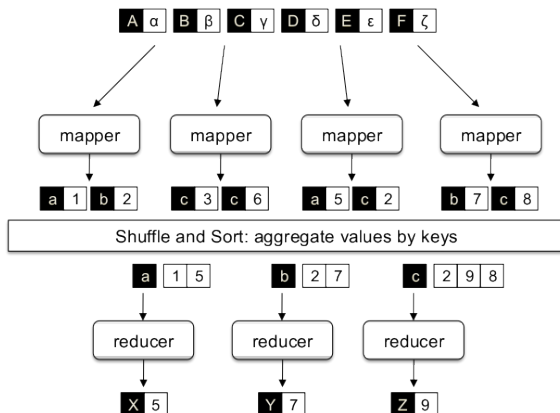 A α B β C γ D δ E ε F ζ
mapper mapper mapper mapper
a 1 b 2 c 3 c 6 a 5 c 2 b 7 c 8
Shuffle and Sort: aggregate values by keys
a 1 5 b 2 7 c 2 9 8
reducer reducer reducer
X 5 Y 7 Z 9